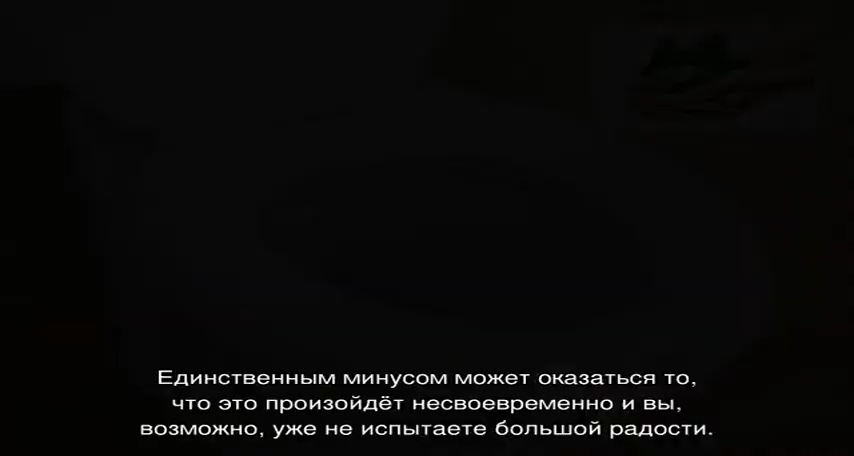 Единственным минусом может оказаться то,
что это произойдёт несвоевременно и вы,
возможно, уже не испытаете большой радости.